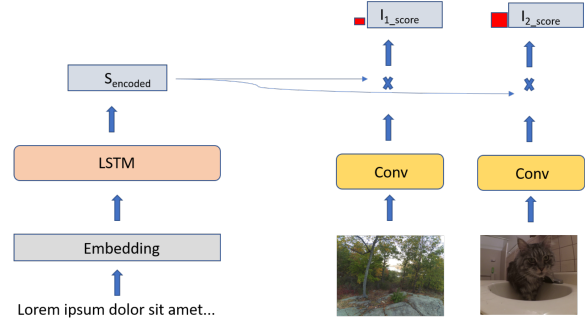 I1_score
I2_score
Sencoded
LSTM
Conv
Conv
Embedding
Lorem ipsum dolor sit amet...